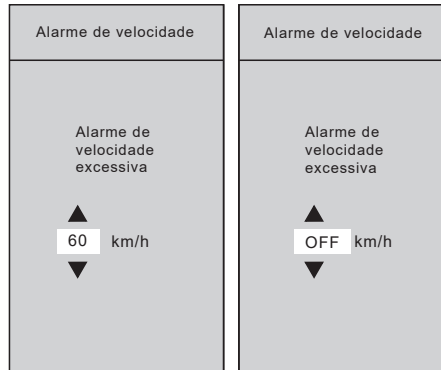 Alarme de velocidade
Alarme de
velocidade
excessiva
60 km/h
Alarme de velocidade
Alarme de
velocidade
excessiva
OFF km/h